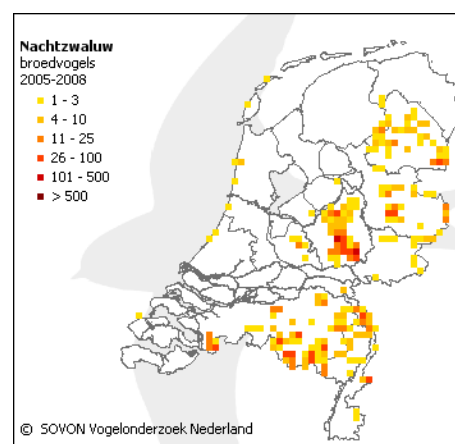 Nachtzwaluw
broedvogels
2005-2008
1 - 3
4 - 10
11 - 25
26 - 100
101 - 500
> 500
© SOVON Vogelonderzoek Nederland